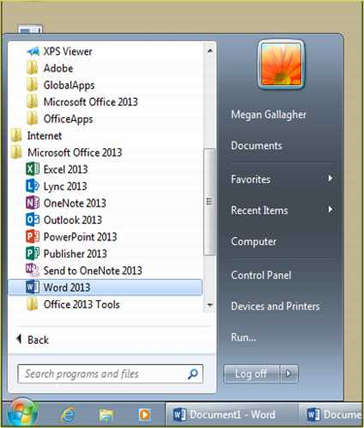 XPS Viewer
Adobe
GlobalApps
Microsoft Office 2013
OfficeApps
Internet
Microsoft Office 2013
Excel 2013
Lync 2013
OneNote 2013
Outlook 2013
PowerPoint 2013
Publisher 2013
Send to OneNote 2013
Word 2013
Office 2013 Tools
Back
Search programs and files
Megan Gallagher
Documents
Favorites
Recent Items
Computer
Control Panel
Devices and Printers
Run...
Log off
Document1 - Word
Docume